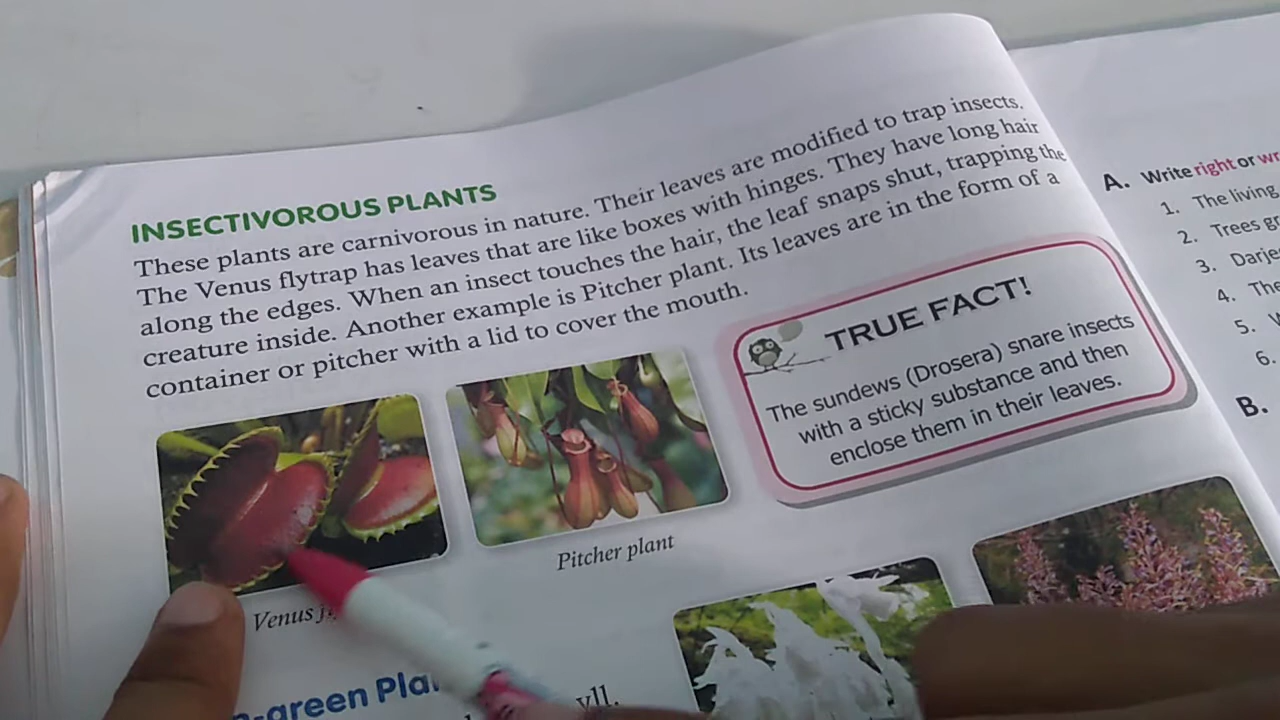 INSECTIVOROUS PLANTS
These plants are carnivorous in nature. Their leaves are modified to trap insects.
The Venus flytrap has leaves that are like boxes with hinges. They have long hair
along the edges. When an insect touches the hair, the leaf snaps shut, trapping the
creature inside. Another example is Pitcher plant. Its leaves are in the form of a
container or pitcher with a lid to cover the mouth.
TRUE FACT!
The sundews (Drosera) snare insects
with a sticky substance and then
enclose them in their leaves.
Venus
Pitcher plant
-green
A. Write right or
1. The living
2. Trees
3.
4. The
5.
6.
B.